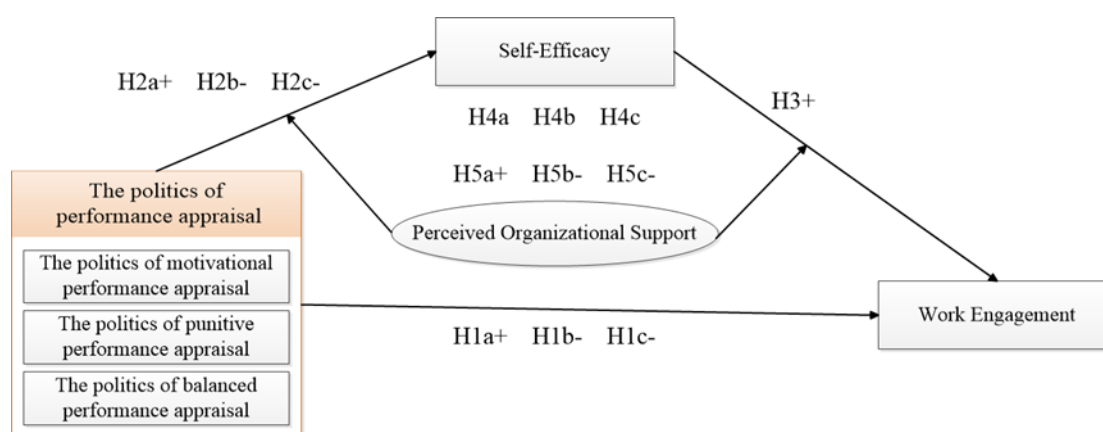 Self-Efficacy
H2a+ H2b- H2c-
H3+
H4a H4b H4c
H5a+ H5b- H5c-
The politics of
performance appraisal
Perceived Organizational Support
The politics of motivational
performance appraisal
The politics of punitive
performance appraisal
The politics of balanced
performance appraisal
H1a+ H1b- H1c-
Work Engagement